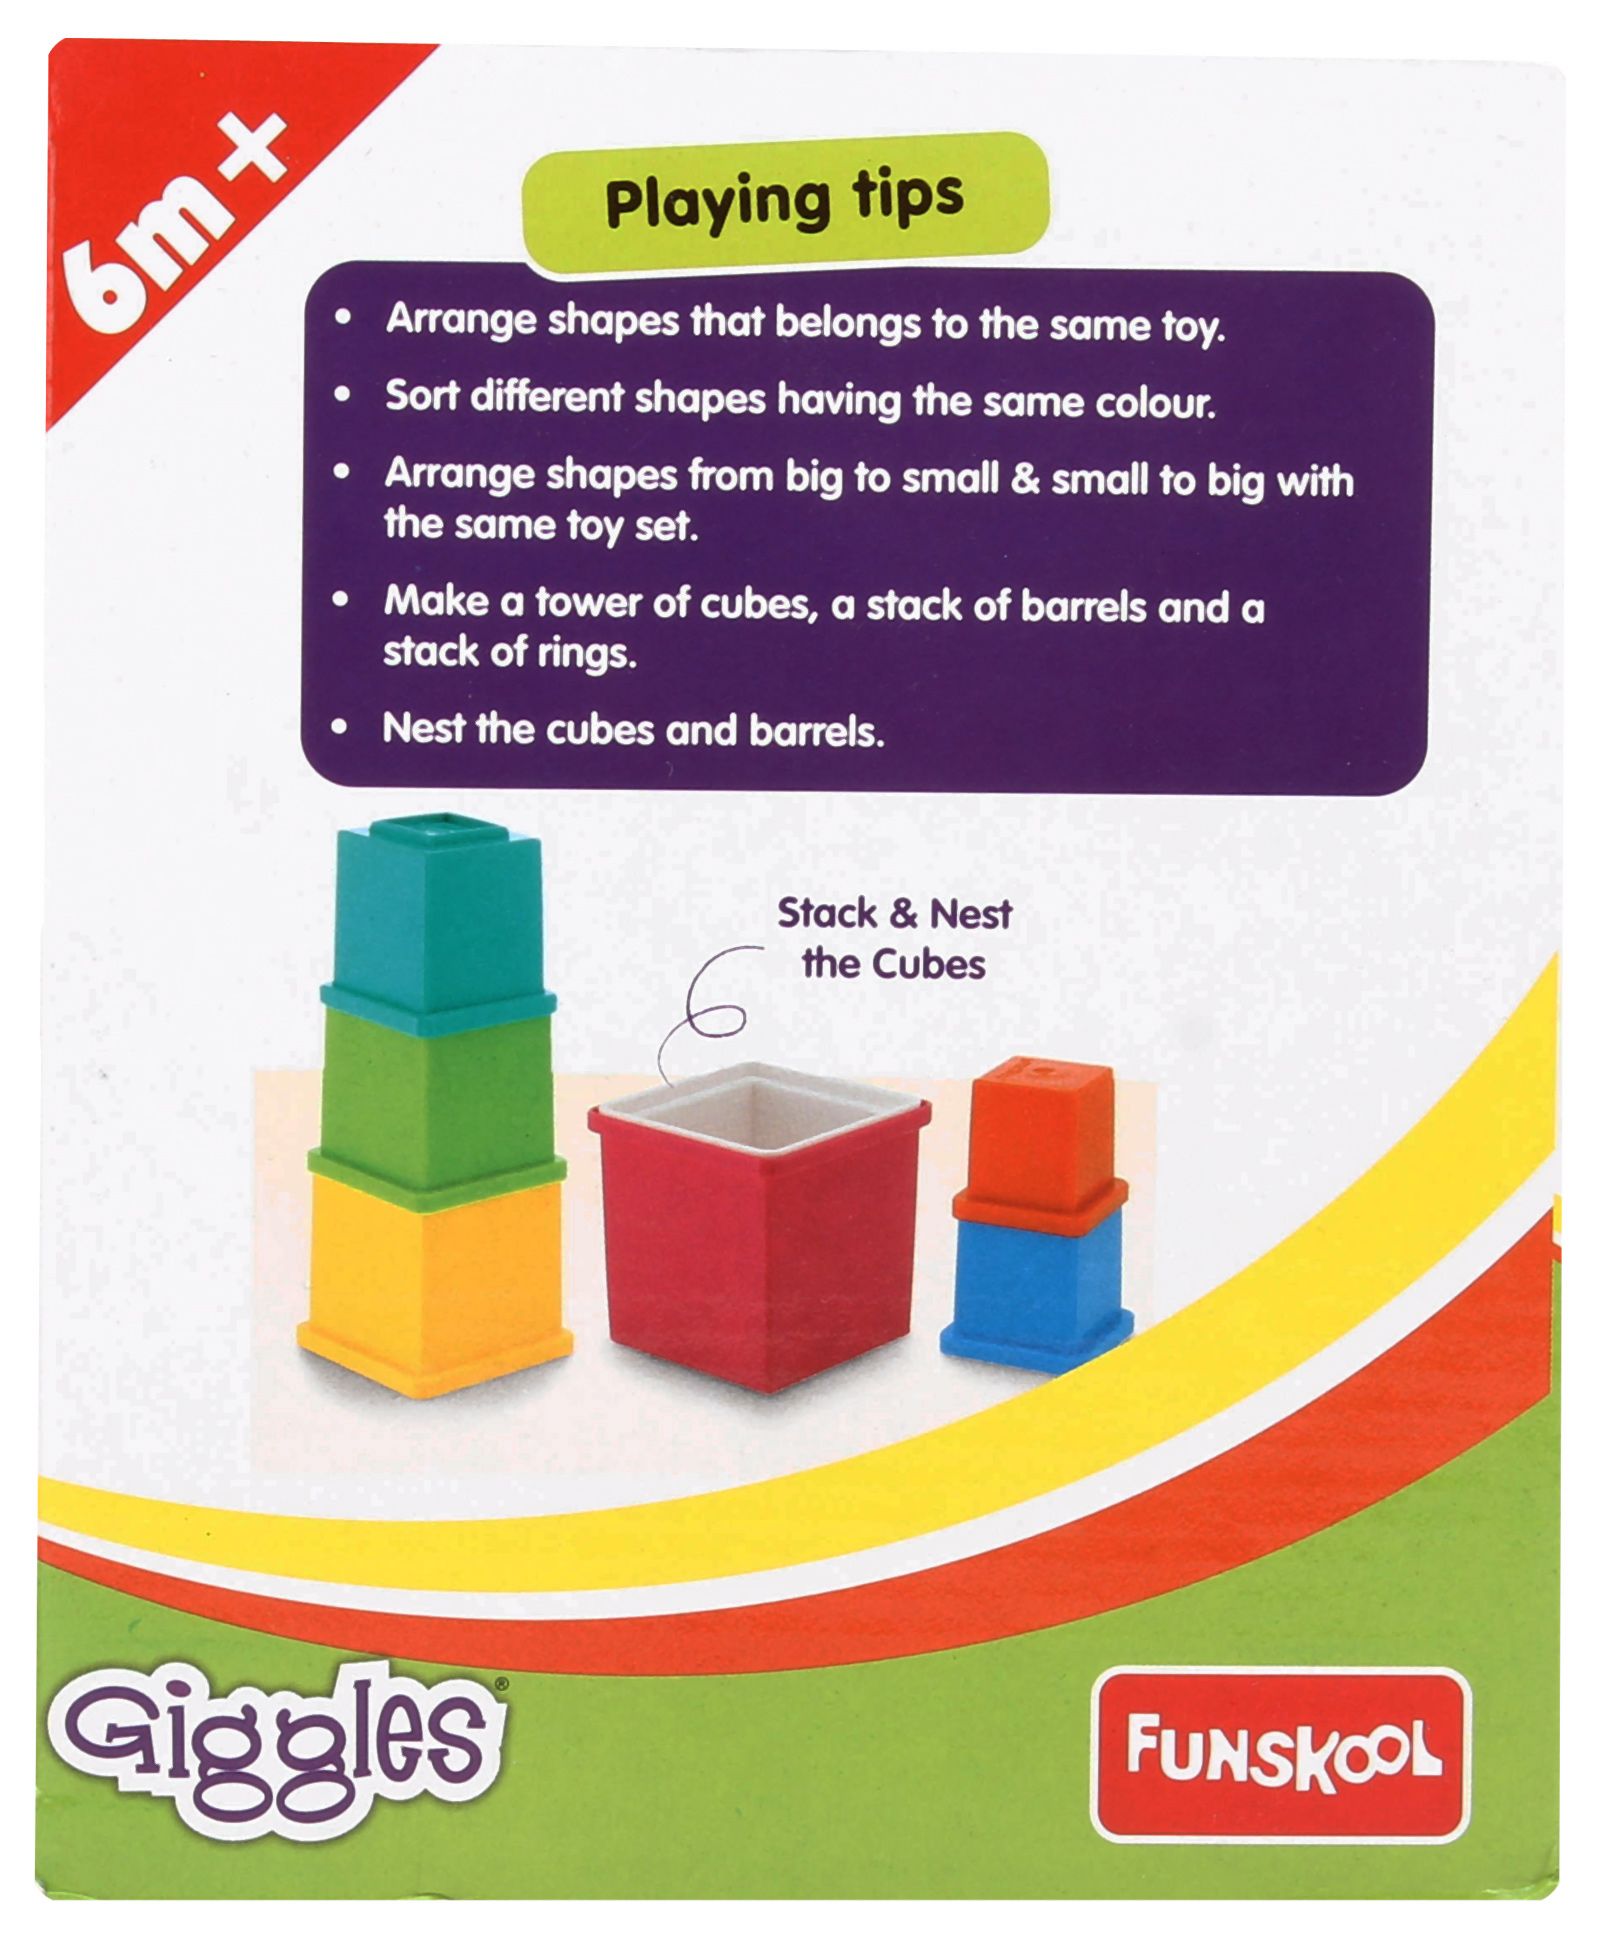 6m+
Playing tips
• Arrange shapes that belongs to the same toy.
• Sort different shapes having the same colour.
• Arrange shapes from big to small & small to big with
the same toy set.
• Make a tower of cubes, a stack of barrels and a
stack of rings.
• Nest the cubes and barrels.
Stack & Nest
the Cubes
Giggles®
FUNSKOOL